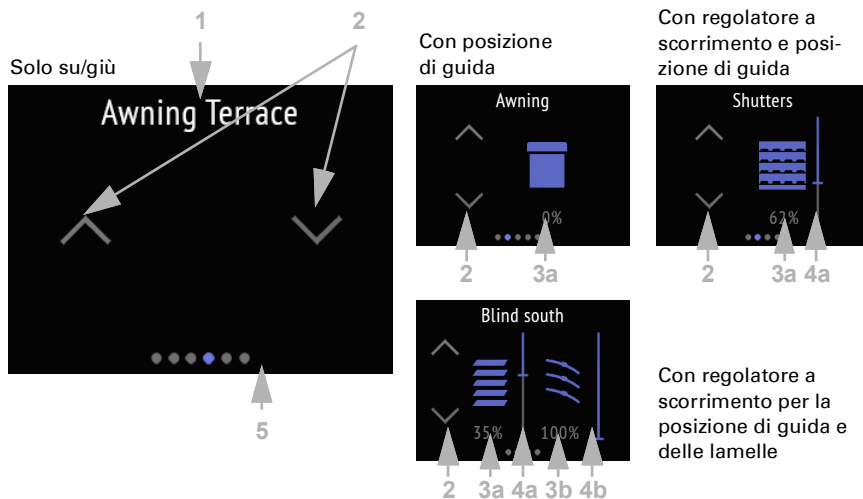 1
2
Solo su/giù
Awning Terrace
5
Con posizione
di guida
Awning
0%
2
3a
Con regolatore a
scorrimento e posi-
zione di guida
Shutters
62%
2
3a 4a
Blind south
35%
100%
2
3a 4a 3b 4b
Con regolatore a
scorrimento per la
posizione di guida e
delle lamelle